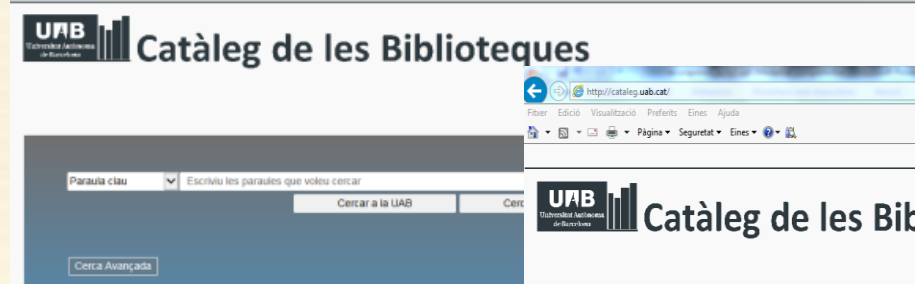 UAB
Universitat Autònoma
de Barcelona
Catàleg de les Biblioteques
Paraula clau
Escriviu les paraules que voleu cercar
Cercar a la UAB
Cerc
Cerca Avançada
http://cataleg.uab.cat/
Fitxer Edició Visualització Preferits Eines Ajuda
Pàgina Seguretat Eines
UAB
Universitat Autònoma
de Barcelona
Catàleg de les Bib